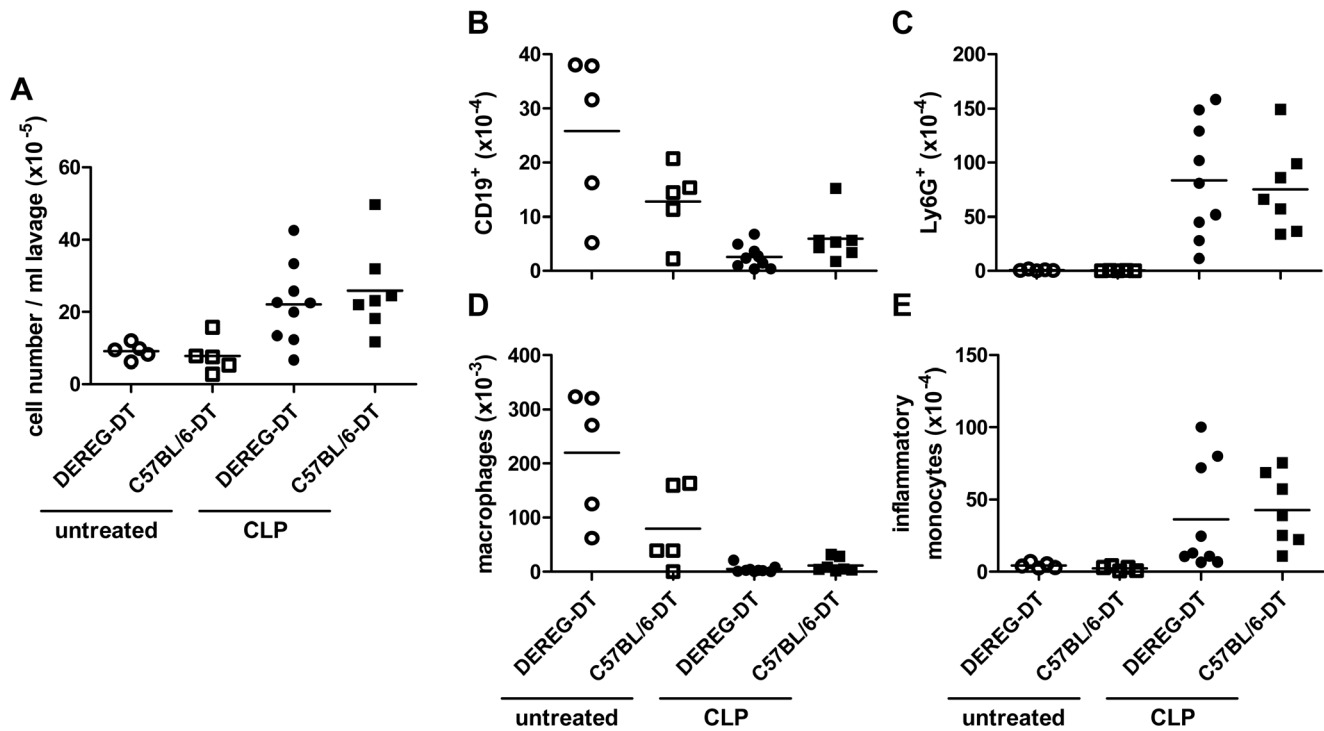 A
cell number / ml lavage (x10⁻⁵)
60
40
20
0
DEREG-DT
C57BL/6-DT
DEREG-DT
C57BL/6-DT
untreated
CLP
B
CD19⁺ (x10⁻⁴)
40
30
20
10
0
C
Ly6G⁺ (x10⁻⁴)
200
150
100
50
0
D
macrophages (x10⁻³)
400
300
200
100
0
DEREG-DT
C57BL/6-DT
DEREG-DT
C57BL/6-DT
untreated
CLP
E
inflammatory
monocytes (x10⁻⁴)
150
100
50
0
DEREG-DT
C57BL/6-DT
DEREG-DT
C57BL/6-DT
untreated
CLP